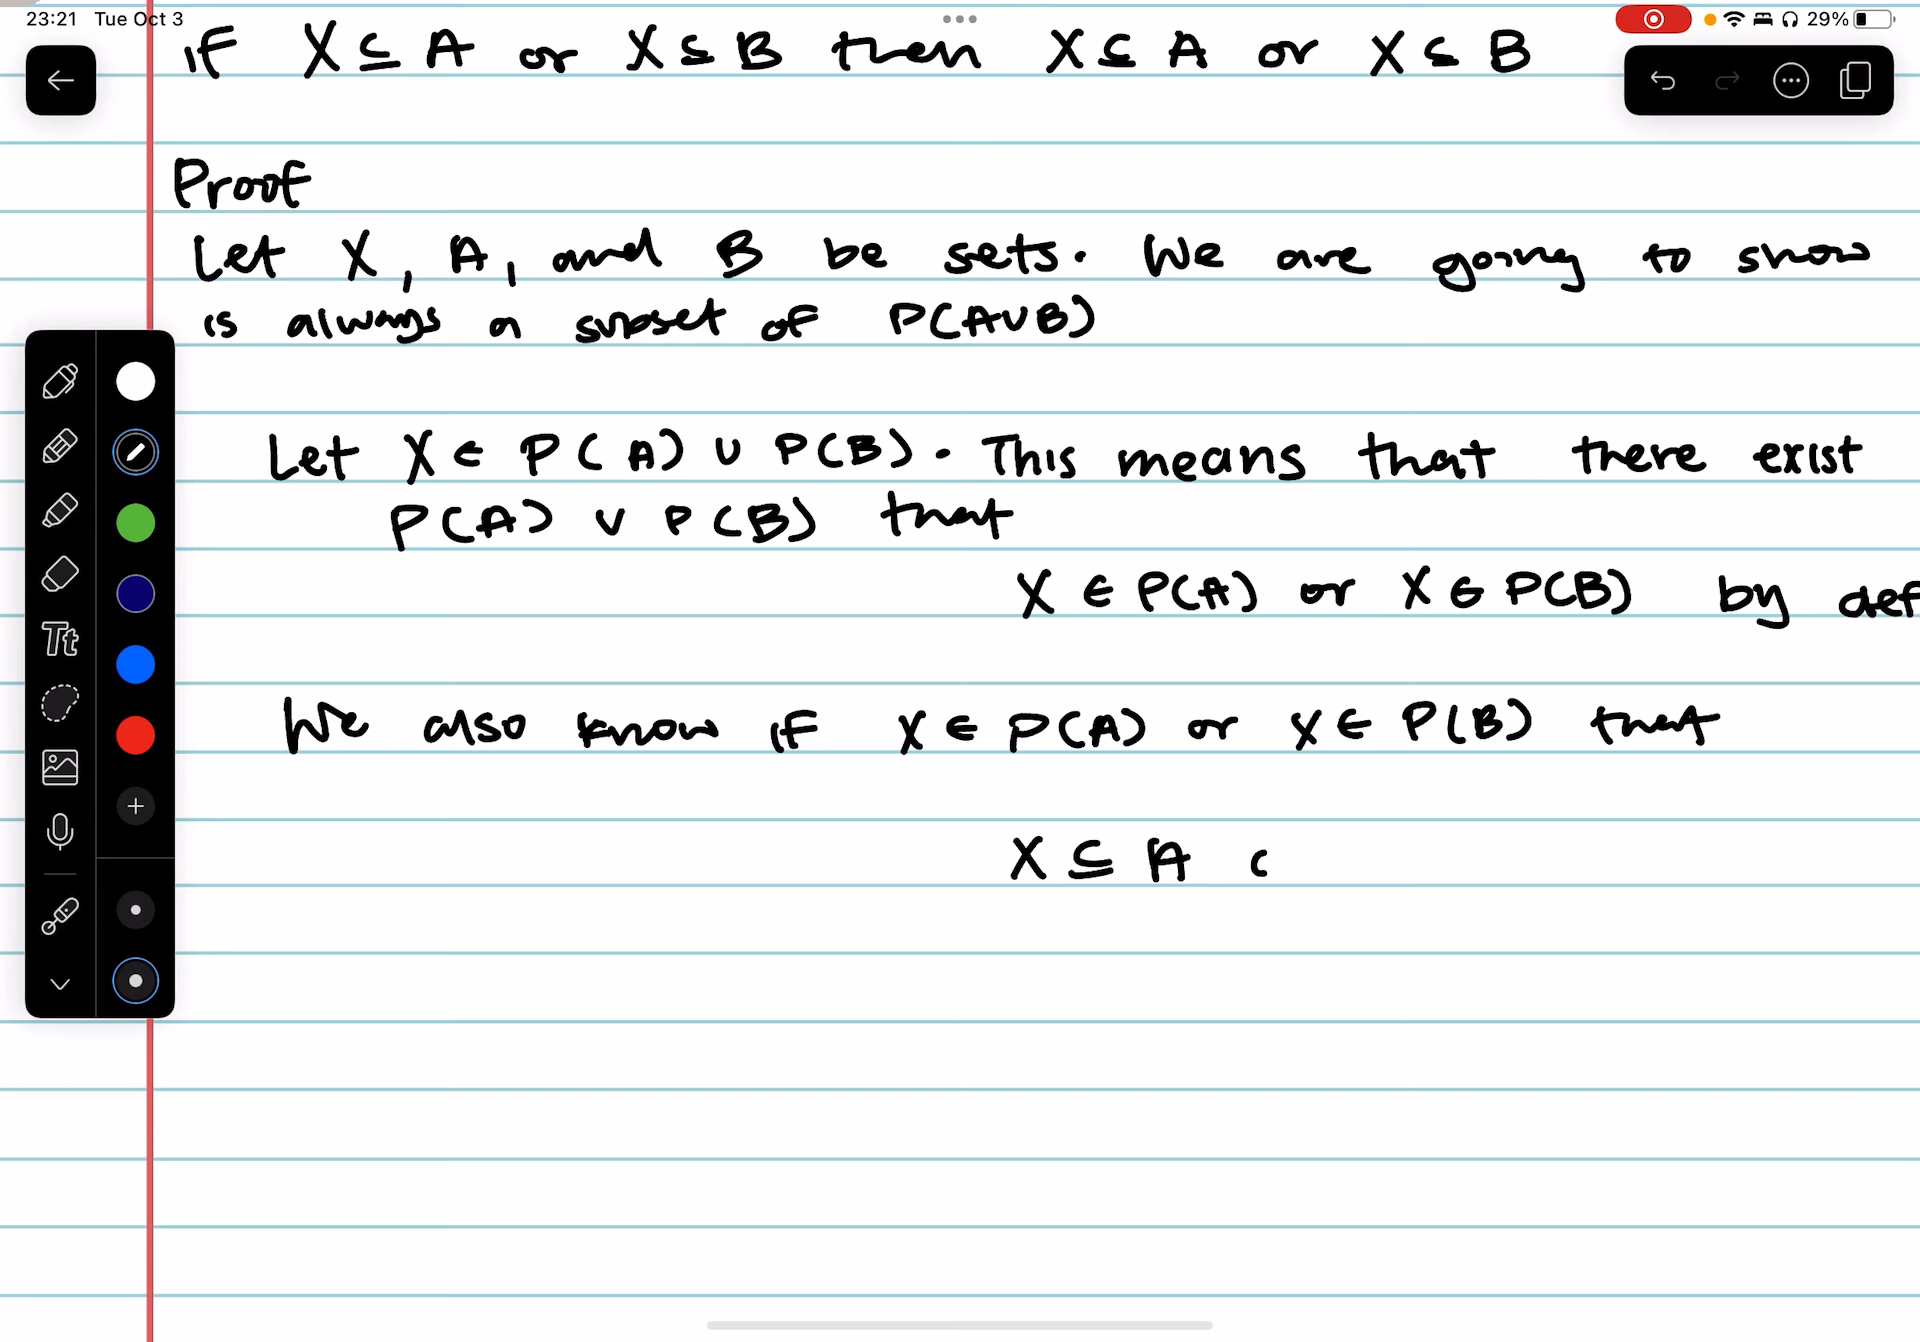 23:21 Tue Oct 3
29%
if X ⊆ A or X ⊆ B then X ⊆ A or X ⊆ B
Proof
Let X, A, and B be sets. We are going to show
is always a subset of P(A∪B)
Let X ∈ P(A) ∪ P(B). This means that there exist
P(A) ∪ P(B) that
X ∈ P(A) or X ∈ P(B) by def
We also know if X ∈ P(A) or X ∈ P(B) that
X ⊆ A
Tt